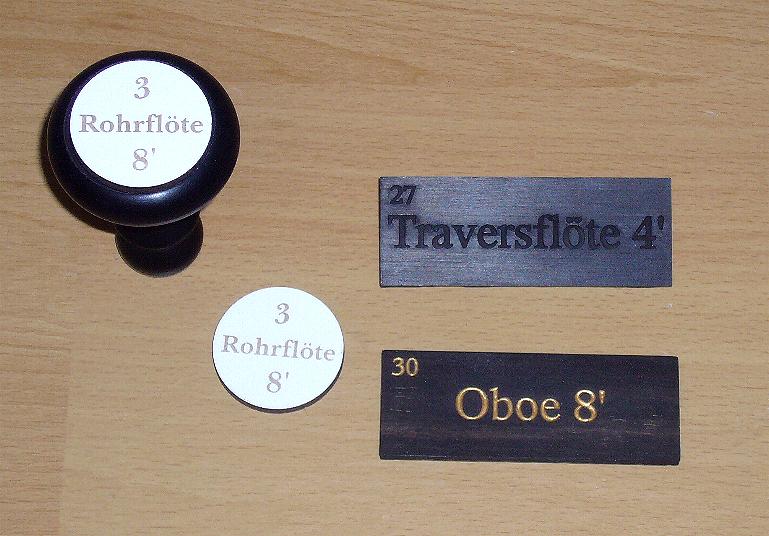 3
Rohrflöte
8'
27
Traversflöte 4'
3
Rohrflöte
8'
30
Oboe 8'